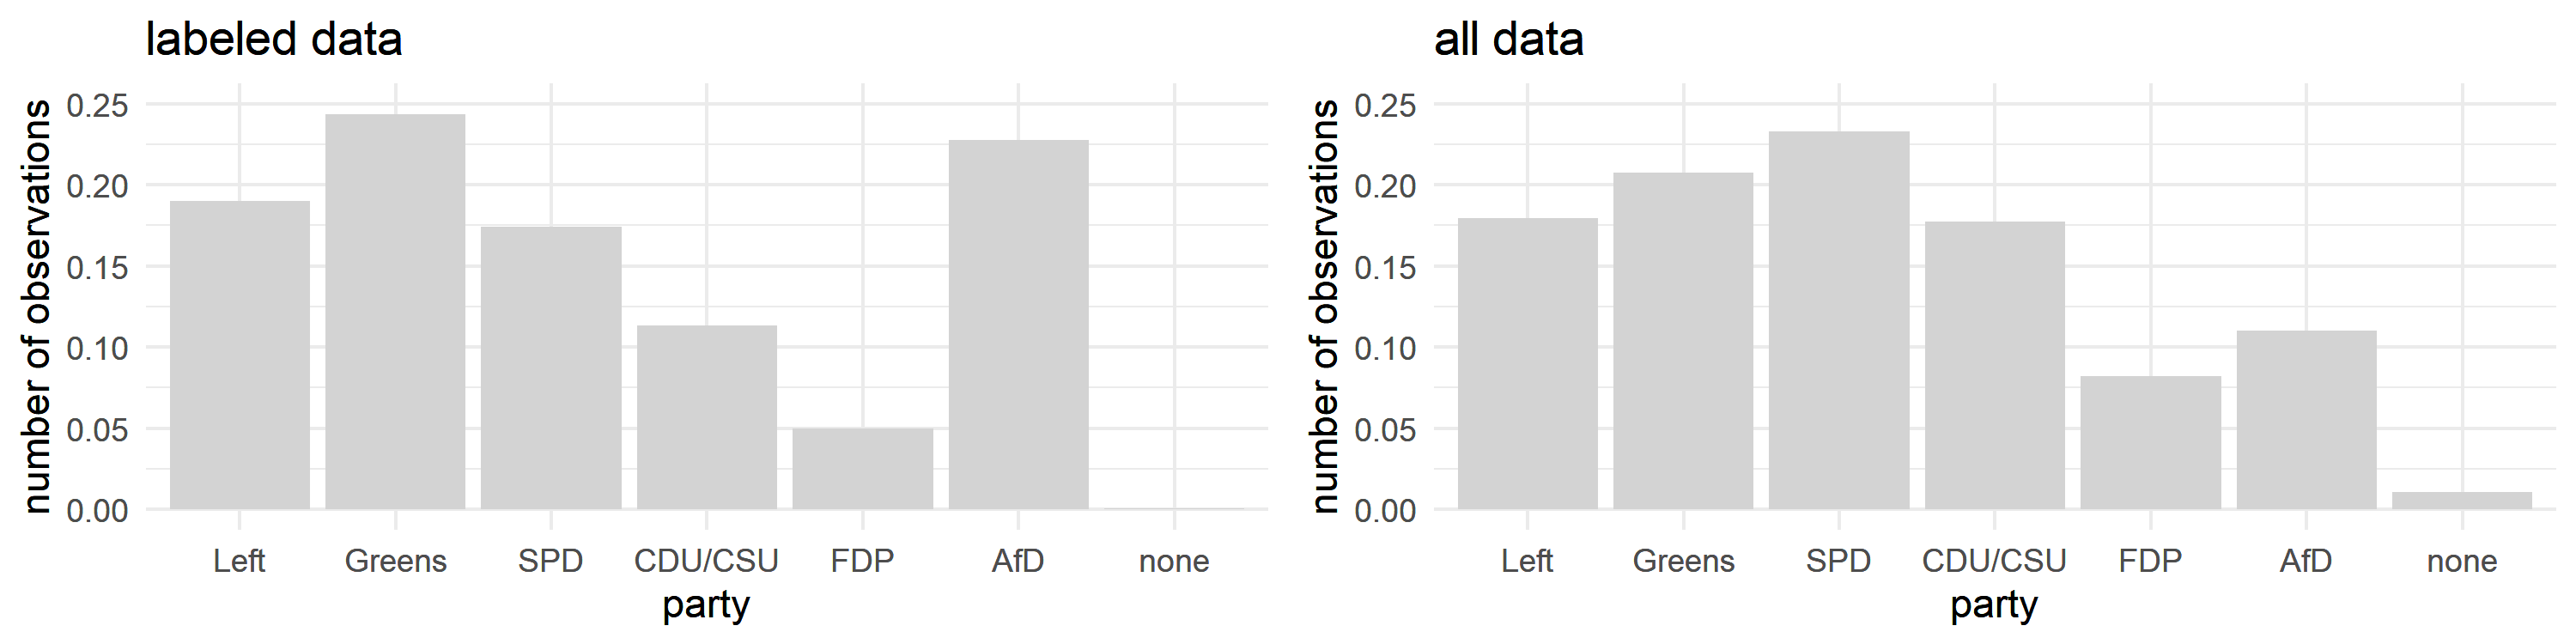 labeled data
number of observations
0.25
0.20
0.15
0.10
0.05
0.00
Left Greens SPD CDU/CSU FDP AfD none
party
all data
number of observations
0.25
0.20
0.15
0.10
0.05
0.00
Left Greens SPD CDU/CSU FDP AfD none
party